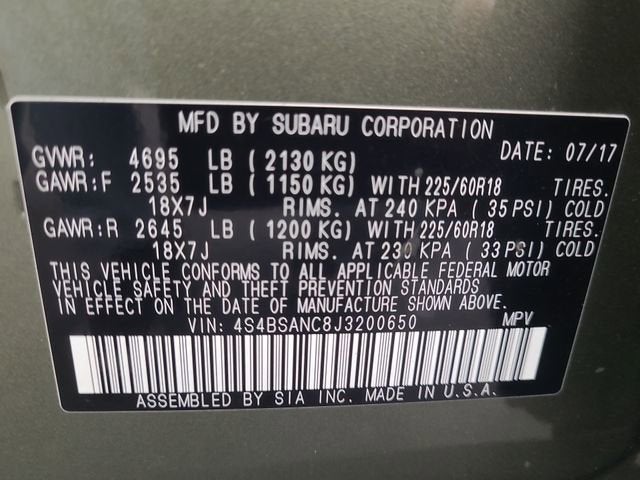 MFD BY SUBARU CORPORATION
GVWR: 4695 LB ( 2130 KG) DATE: 07/17
GAWR:F 2535 LB ( 1150 KG) WITH 225/60R18 TIRES.
18X7J RIMS. AT 240 KPA ( 35 PSI) COLD
GAWR:R 2645 LB ( 1200 KG) WITH 225/60R18 TIRES.
18X7J RIMS. AT 230 KPA ( 33 PSI) COLD
THIS VEHICLE CONFORMS TO ALL APPLICABLE FEDERAL MOTOR
VEHICLE SAFETY AND THEFT PREVENTION STANDARDS
IN EFFECT ON THE DATE OF MANUFACTURE SHOWN ABOVE.
VIN: 4S4BSANC8J3200650 MPV
ASSEMBLED BY SIA INC. MADE IN U.S.A.